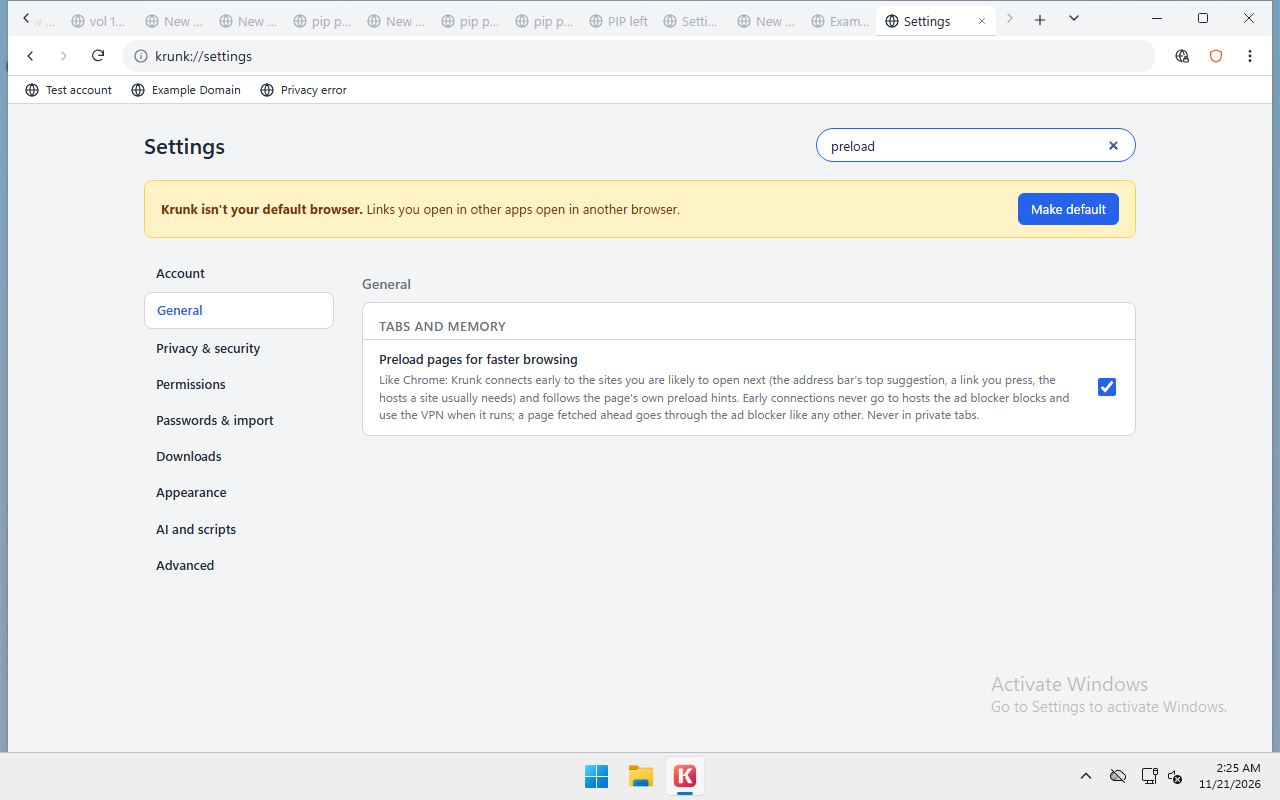 vol 1...
New ...
New ...
pip p...
New ...
pip p...
pip p...
PIP left
Setti...
New ...
Exam...
Settings
krunk://settings
Test account
Example Domain
Privacy error
Settings
preload
Krunk isn't your default browser. Links you open in other apps open in another browser.
Make default
Account
General
Privacy & security
Permissions
Passwords & import
Downloads
Appearance
AI and scripts
Advanced
General
TABS AND MEMORY
Preload pages for faster browsing
Like Chrome: Krunk connects early to the sites you are likely to open next (the address bar's top suggestion, a link you press, the
hosts a site usually needs) and follows the page's own preload hints. Early connections never go to hosts the ad blocker blocks and
use the VPN when it runs; a page fetched ahead goes through the ad blocker like any other. Never in private tabs.
Activate Windows
Go to Settings to activate Windows.
K
2:25 AM
11/21/2026